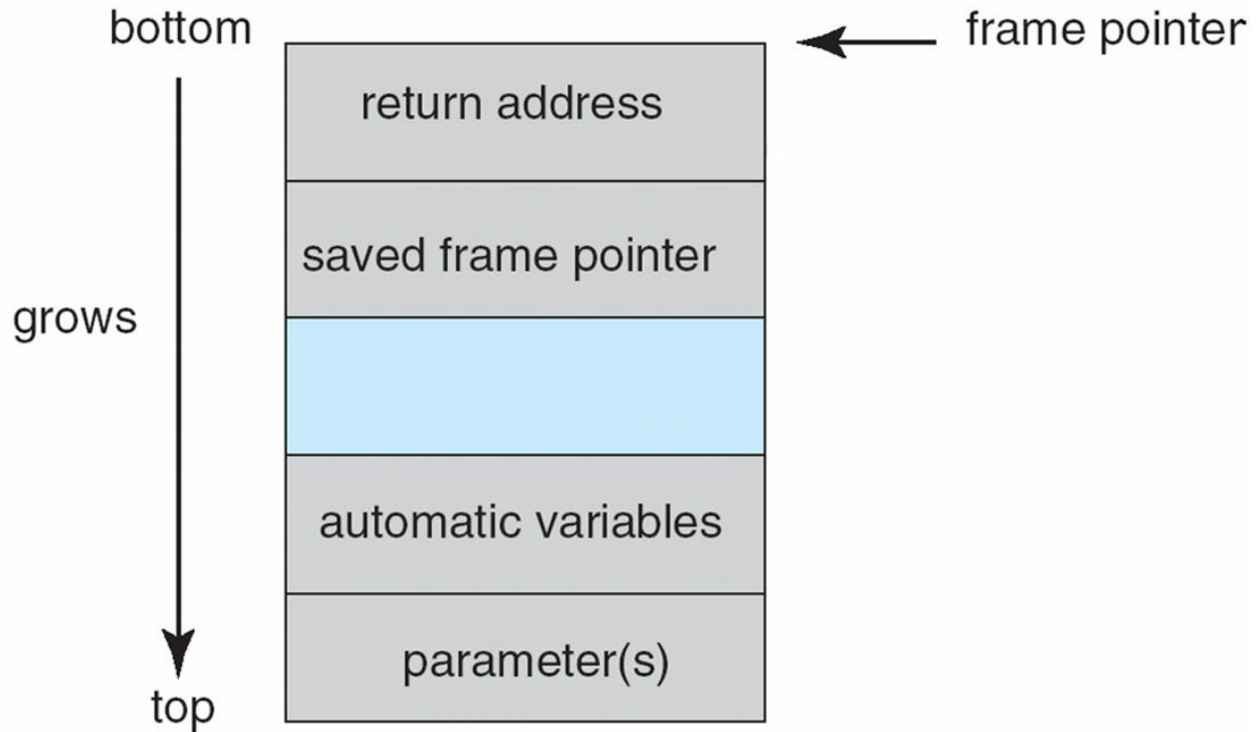 bottom
frame pointer
return address
saved frame pointer
grows
automatic variables
parameter(s)
top